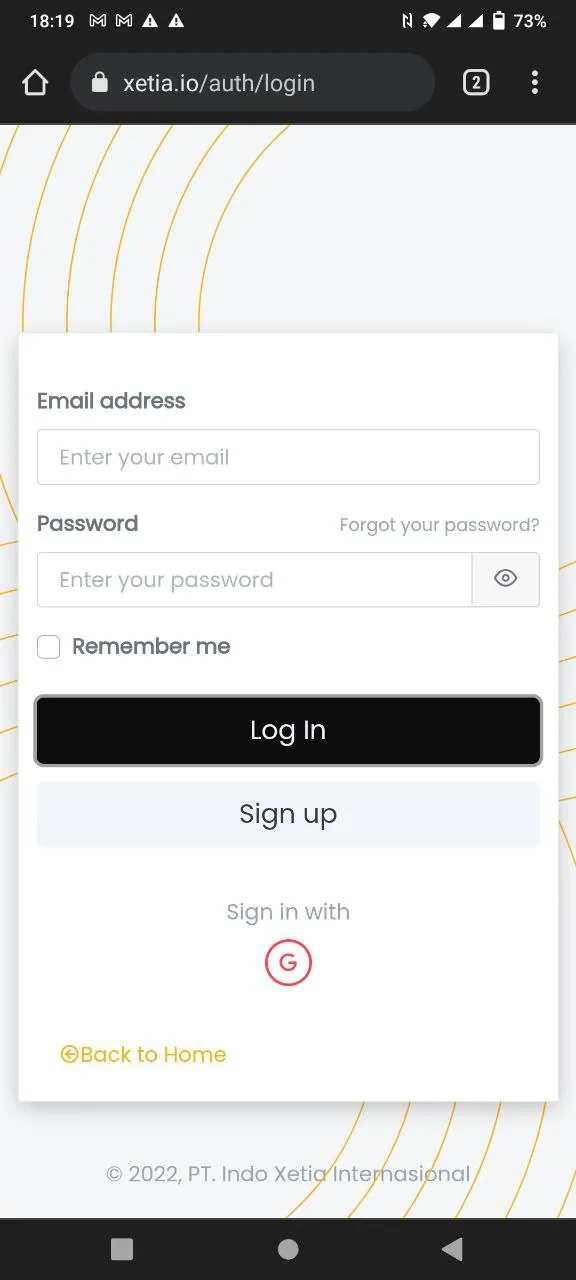 18:19
73%
xetia.io/auth/login
2
Email address
Enter your email
Password
Forgot your password?
Enter your password
Remember me
Log In
Sign up
Sign in with
G
Back to Home
© 2022, PT. Indo Xetia Internasional